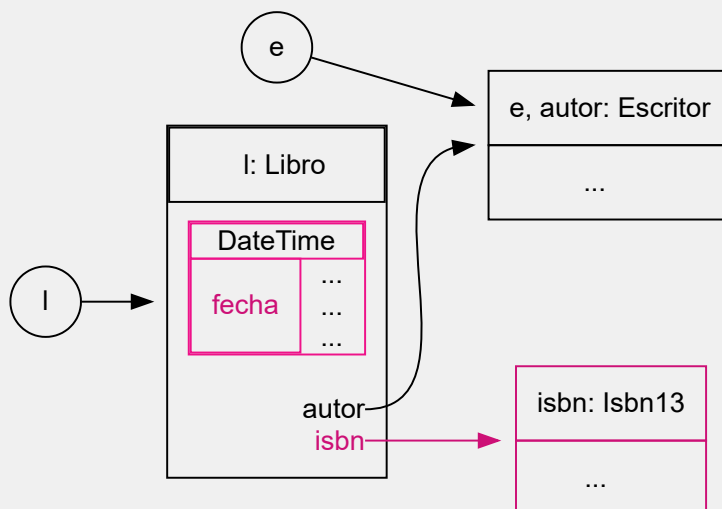 e
e, autor: Escritor
...
l: Libro
DateTime
fecha
...
...
...
l
autor
isbn
isbn: Isbn13
...